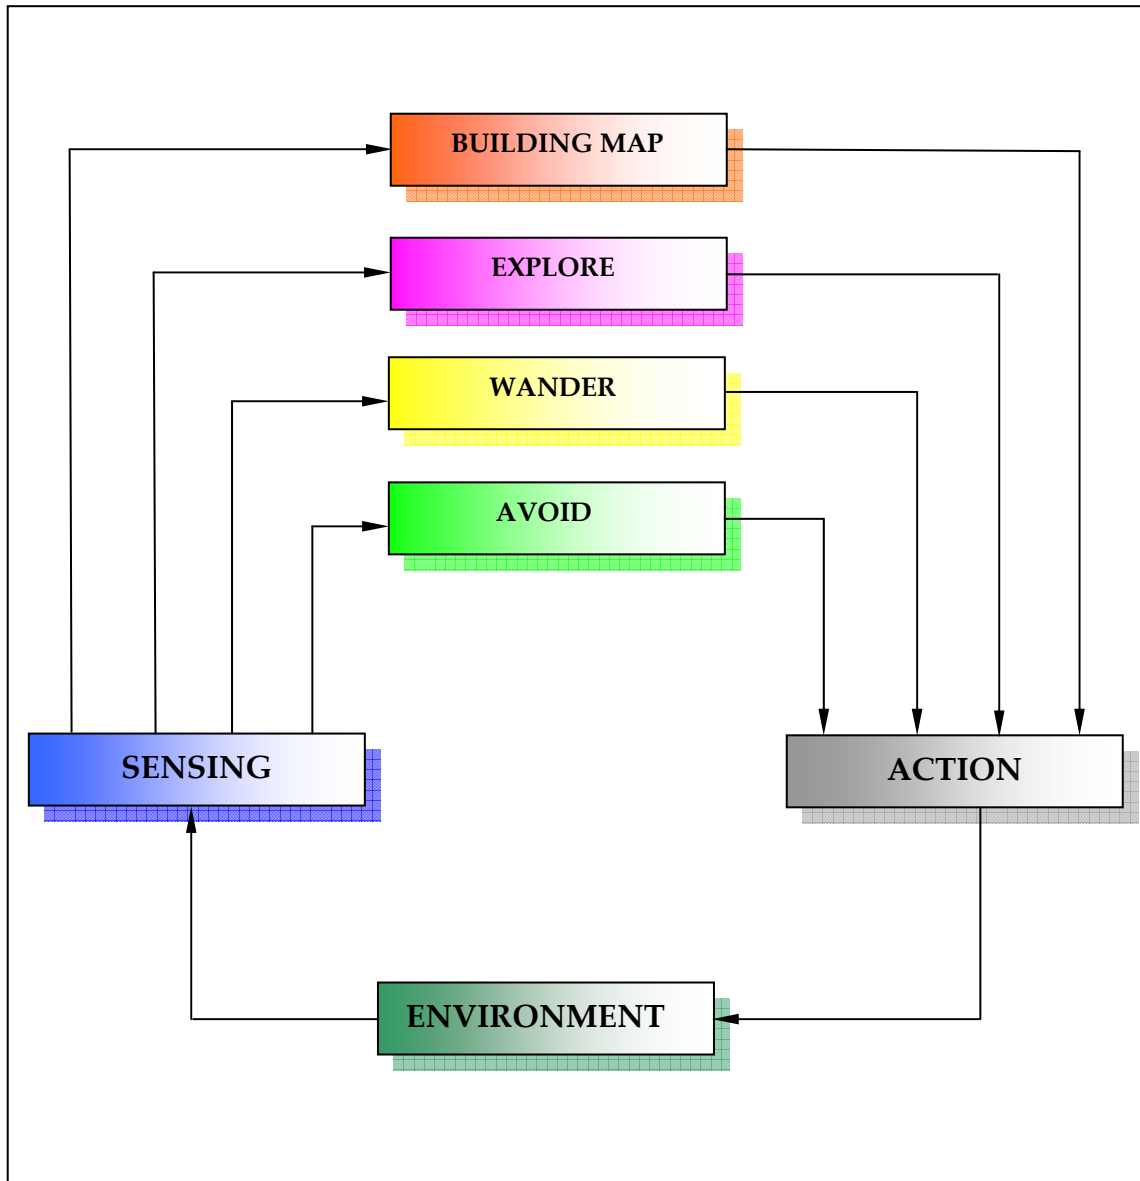 BUILDING MAP
EXPLORE
WANDER
AVOID
SENSING
ACTION
ENVIRONMENT